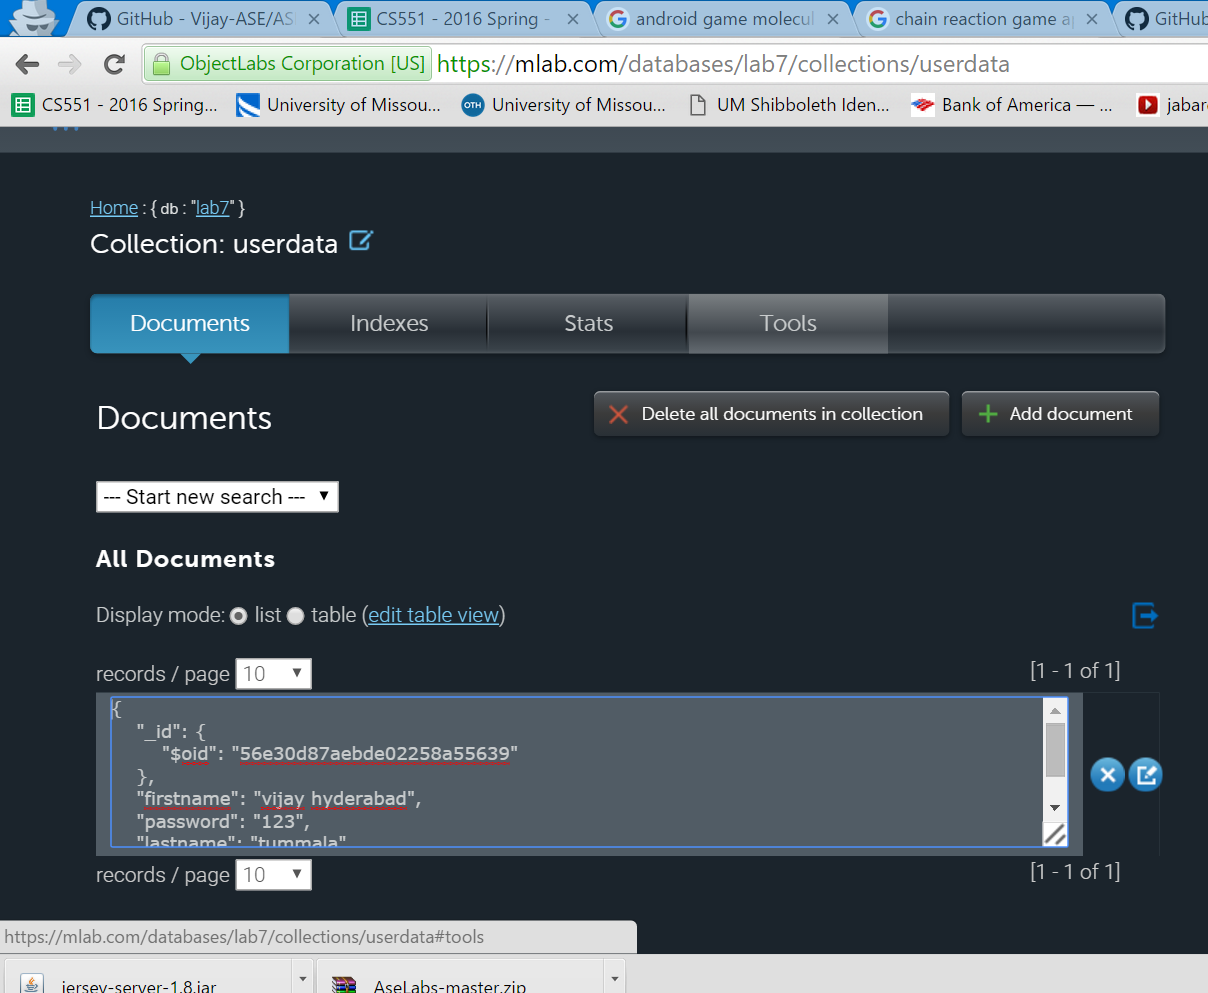 GitHub - Vijay-ASE/AS
CS551 - 2016 Spring -
android game molecul
chain reaction game a
GitHub
ObjectLabs Corporation [US]
https://mlab.com/databases/lab7/collections/userdata
CS551 - 2016 Spring...
University of Missou...
OTH
University of Missou...
UM Shibboleth Iden...
Bank of America — ...
jabar
Home : { db : "lab7" }
Collection: userdata
Documents
Indexes
Stats
Tools
Documents
Delete all documents in collection
Add document
--- Start new search ---
All Documents
Display mode: list table (edit table view)
records / page 10
[1 - 1 of 1]
{
"_id": {
"$oid": "56e30d87aebde02258a55639"
},
"firstname": "vijay hyderabad",
"password": "123",
"lastname": "tummala"
records / page 10
[1 - 1 of 1]
https://mlab.com/databases/lab7/collections/userdata#tools
jersey-server-1.8.jar
AseLabs-master.zip